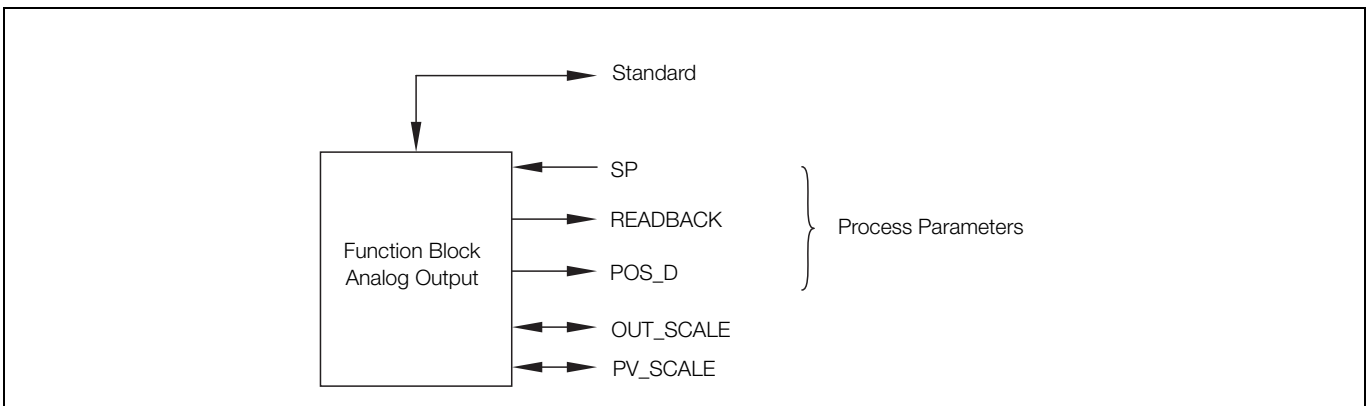 Standard
SP
READBACK
Process Parameters
Function Block
Analog Output
POS_D
OUT_SCALE
PV_SCALE